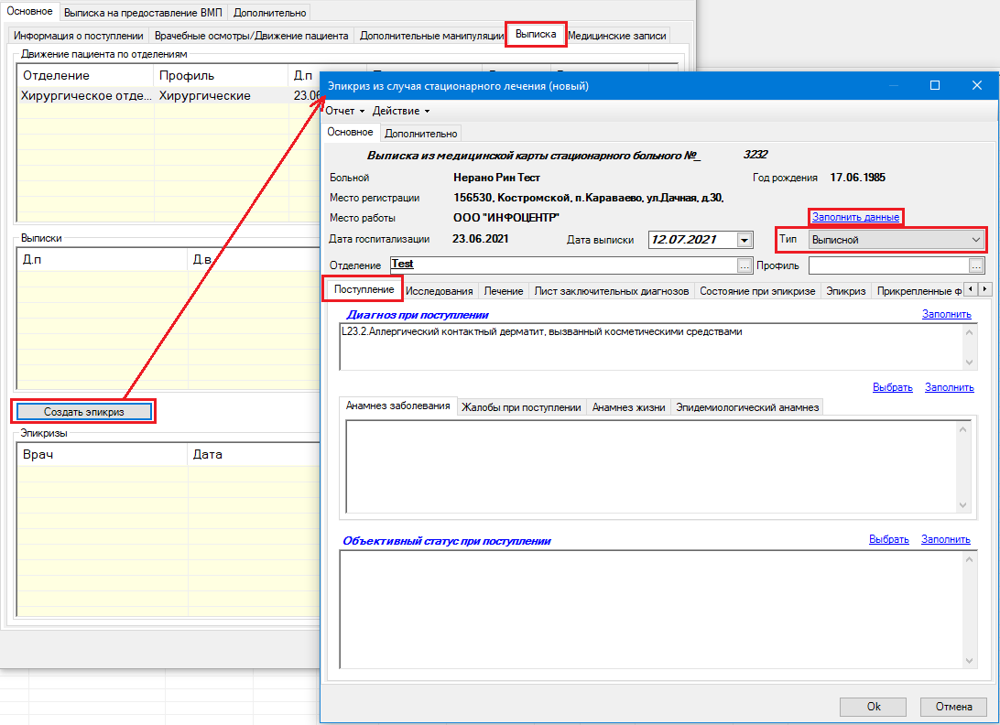 Основное Выписка на предоставление ВМП Дополнительно
Информация о поступлении Врачебные осмотры/Движение пациента Дополнительные манипуляции Выписка Медицинские записи
Движение пациента по отделениям
Отделение Профиль Д.п
Хирургическое отде... Хирургические 23.06
Выписки
Д.п Д.в.
Создать эпикриз
Эпикризы
Врач Дата
Эпикриз из случая стационарного лечения (новый)
Отчет Действие
Основное Дополнительно
Выписка из медицинской карты стационарного больного №_ 3232
Больной Нерано Рин Тест Год рождения 17.06.1985
Место регистрации 156530, Костромской, п.Караваево, ул.Дачная, д.30,
Место работы ООО "ИНФОЦЕНТР" Заполнить данные
Дата госпитализации 23.06.2021 Дата выписки 12.07.2021 Тип Выписной
Отделение Test ... Профиль ...
Поступление Исследования Лечение Лист заключительных диагнозов Состояние при эпикризе Эпикриз Прикрепленные ф
Диагноз при поступлении Заполнить
L23.2.Аллергический контактный дерматит, вызванный косметическими средствами
Выбрать Заполнить
Анамнез заболевания Жалобы при поступлении Анамнез жизни Эпидемиологический анамнез
Объективный статус при поступлении Выбрать Заполнить
Ok Отмена